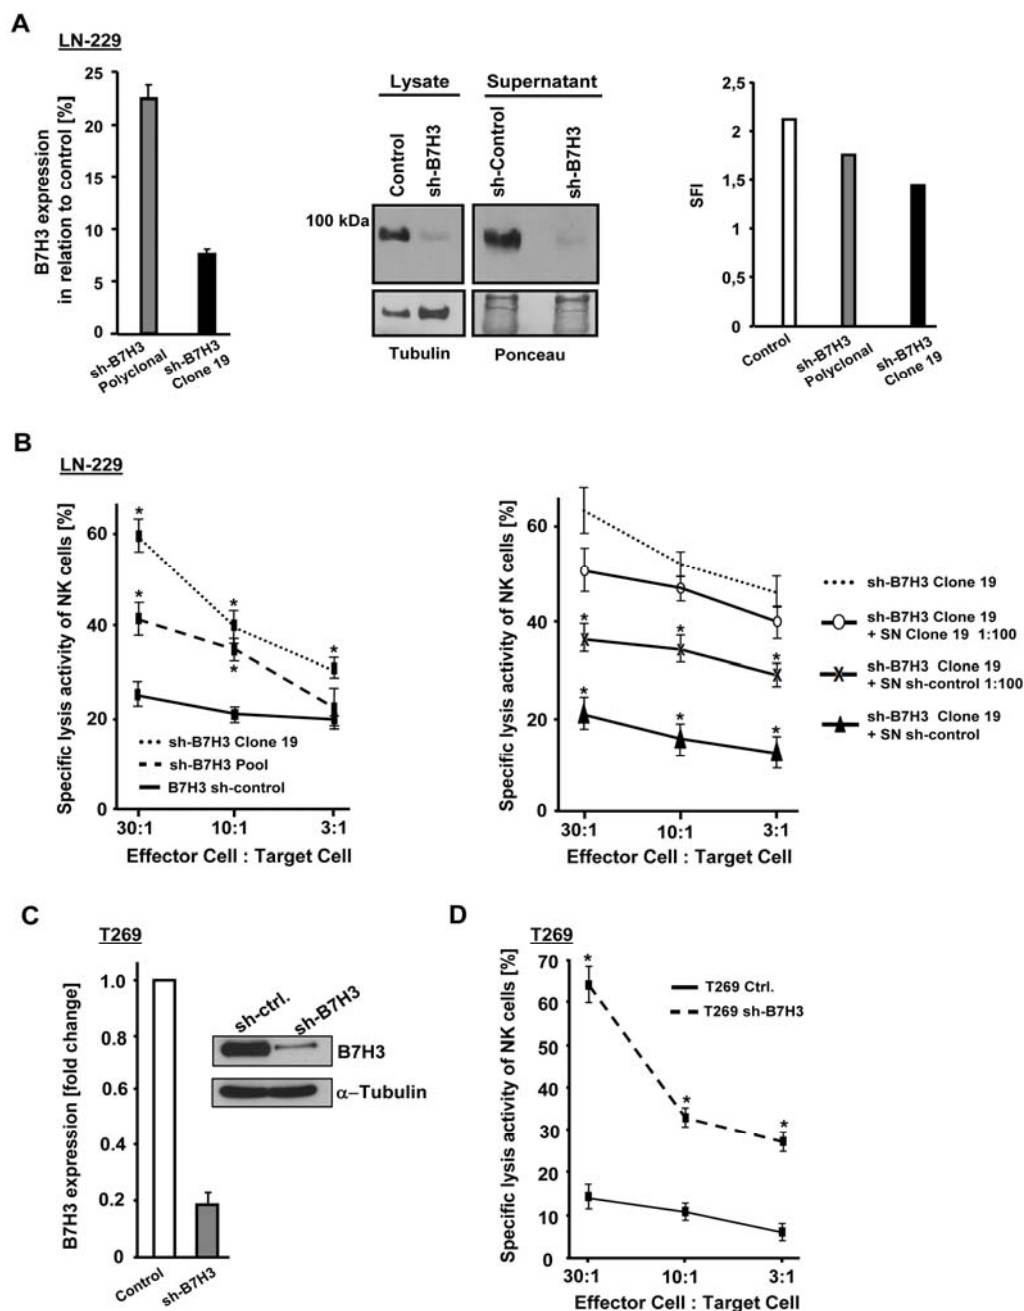 A
LN-229
B7H3 expression
in relation to control [%]
25
20
15
10
5
0
sh-B7H3
Polyclonal
sh-B7H3
Clone 19
Lysate
Supernatant
Control
sh-B7H3
sh-Control
sh-B7H3
100 kDa
Tubulin
Ponceau
SFI
2,5
2
1,5
1
0,5
0
Control
sh-B7H3
Polyclonal
sh-B7H3
Clone 19
B
LN-229
Specific lysis activity of NK cells [%]
60
40
20
0
* * * * *
sh-B7H3 Clone 19
sh-B7H3 Pool
B7H3 sh-control
30:1 10:1 3:1
Effector Cell : Target Cell
Specific lysis activity of NK cells [%]
60
40
20
0
* * *
* * *
30:1 10:1 3:1
Effector Cell : Target Cell
sh-B7H3 Clone 19
sh-B7H3 Clone 19
+ SN Clone 19 1:100
sh-B7H3 Clone 19
+ SN sh-control 1:100
sh-B7H3 Clone 19
+ SN sh-control
C
T269
B7H3 expression [fold change]
1.0
0.8
0.6
0.4
0.2
0
Control
sh-B7H3
sh-ctrl.
sh-B7H3
B7H3
α–Tubulin
D
T269
Specific lysis activity of NK cells [%]
70
60
50
40
30
20
10
0
* * *
T269 Ctrl.
T269 sh-B7H3
30:1 10:1 3:1
Effector Cell : Target Cell